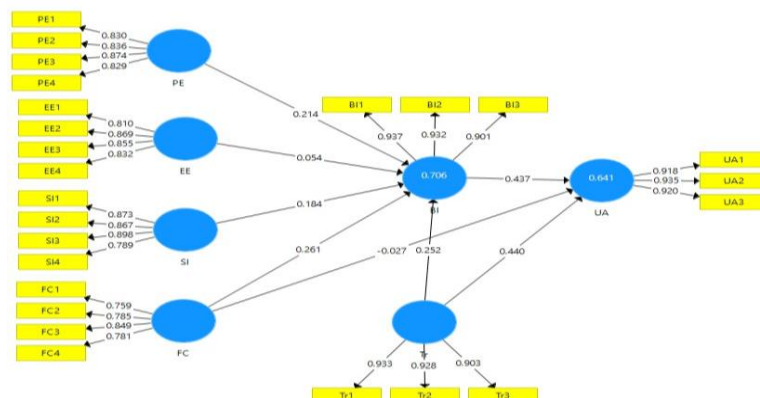 PE1
PE2
PE3
PE4
0.830
0.836
0.874
0.829
PE
EE1
EE2
EE3
EE4
0.810
0.869
0.855
0.832
EE
SI1
SI2
SI3
SI4
0.873
0.867
0.898
0.789
SI
FC1
FC2
FC3
FC4
0.759
0.785
0.849
0.781
FC
0.214
0.054
0.184
0.261
-0.027
BI1
BI2
BI3
0.937
0.932
0.901
0.706
BI
0.437
0.252
0.440
0.641
UA
0.918
0.935
0.920
UA1
UA2
UA3
Tr
0.933
0.928
0.903
Tr1
Tr2
Tr3